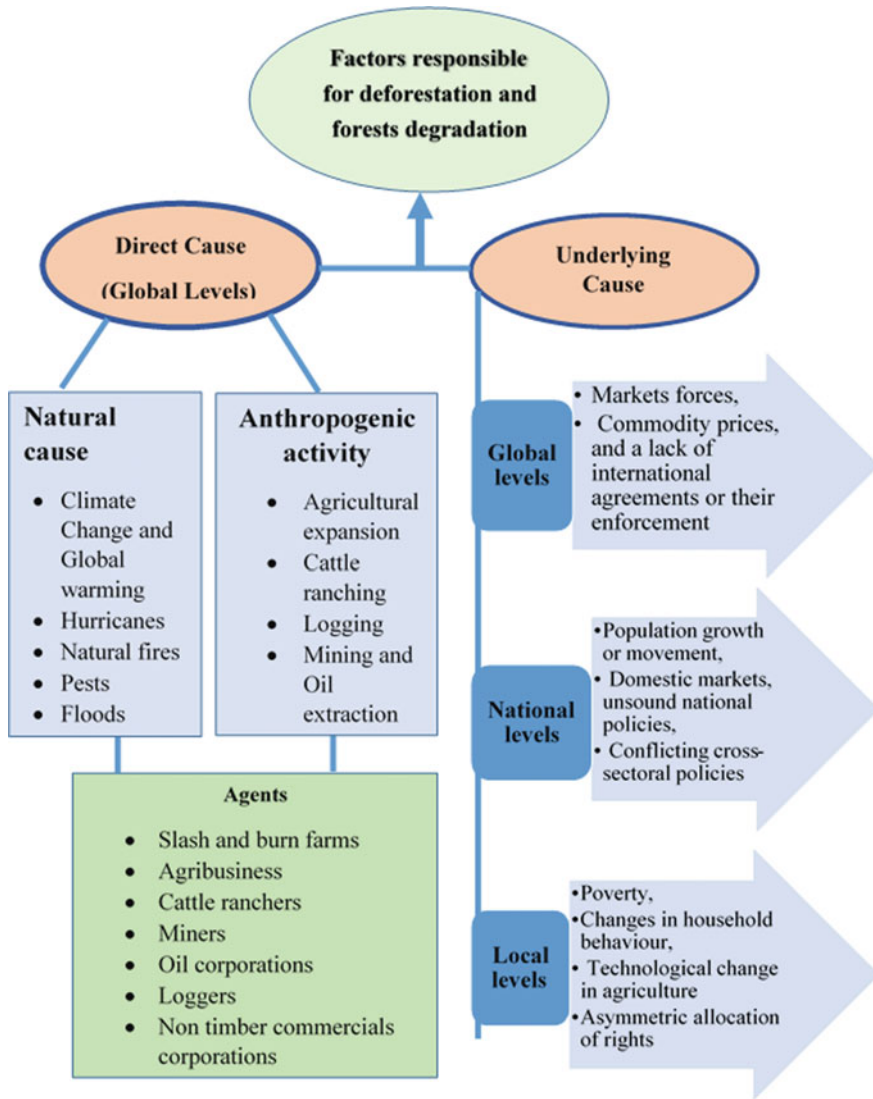 Factors responsible
for deforestation and
forests degradation
Direct Cause
(Global Levels)
Underlying
Cause
Natural
cause
• Climate
Change and
Global
warming
• Hurricanes
• Natural fires
• Pests
• Floods
Anthropogenic
activity
• Agricultural
expansion
• Cattle
ranching
• Logging
• Mining and
Oil
extraction
Agents
• Slash and burn farms
• Agribusiness
• Cattle ranchers
• Miners
• Oil corporations
• Loggers
• Non timber commercials
corporations
Global
levels
• Markets forces,
• Commodity prices,
and a lack of
international
agreements or their
enforcement
National
levels
•Population growth
or movement,
• Domestic markets,
unsound national
policies,
• Conflicting cross-
sectoral policies
Local
levels
•Poverty,
•Changes in household
behaviour,
• Technological change
in agriculture
•Asymmetric allocation
of rights